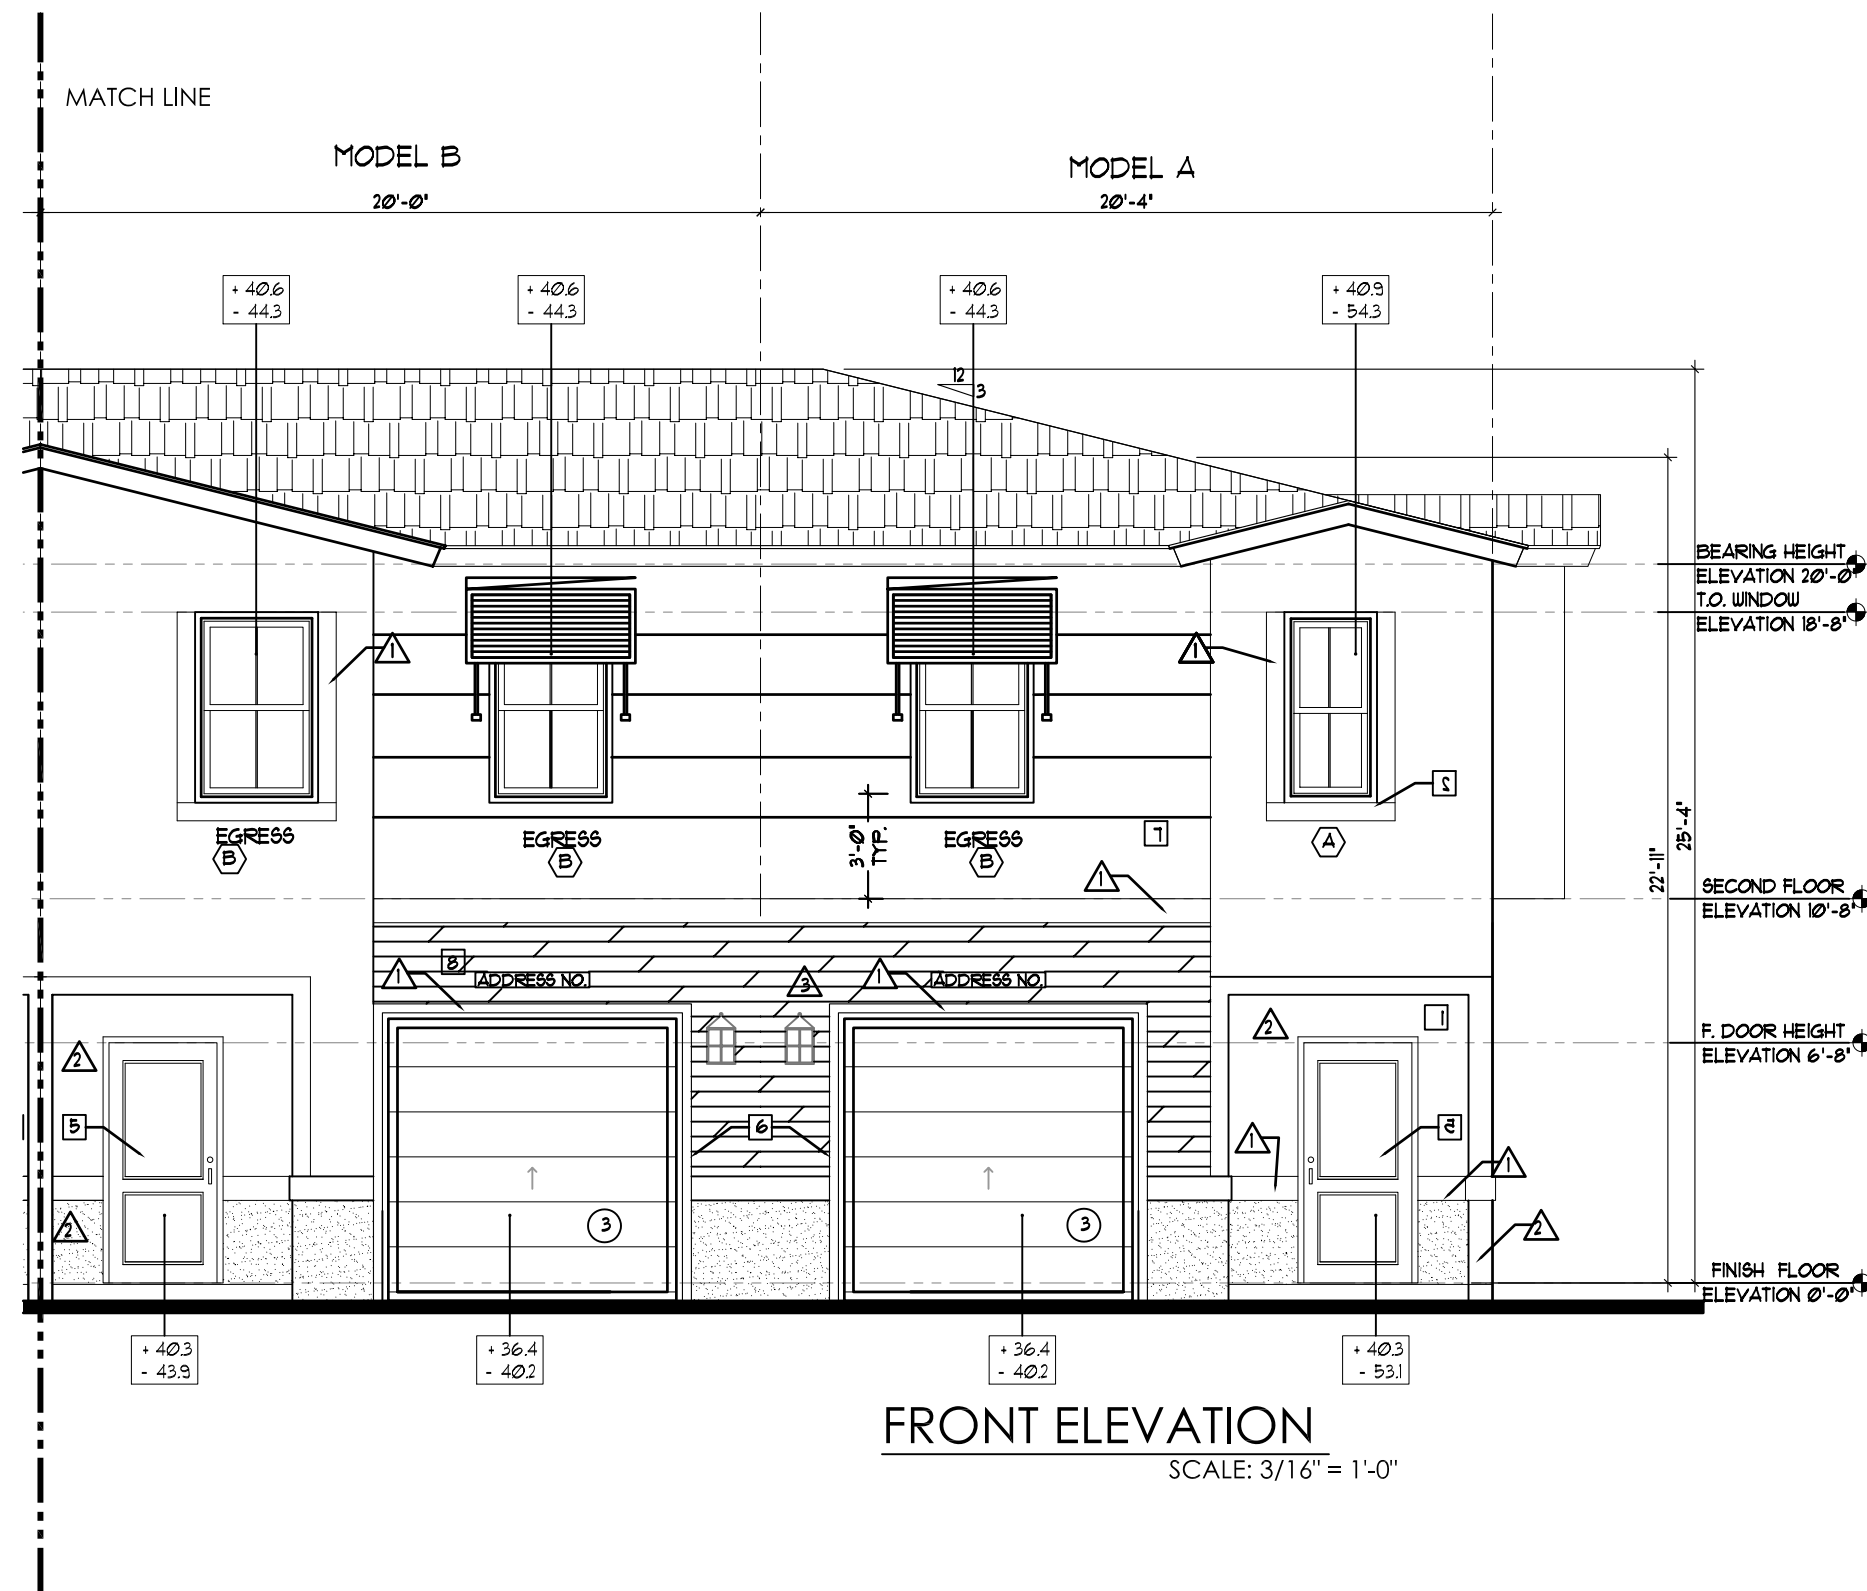 MATCH LINE
MODEL B
MODEL A
20'-0"
20'-4"
+ 40.6
- 44.3
+ 40.6
- 44.3
+ 40.6
- 44.3
+ 40.9
- 54.3
12
3
BEARING HEIGHT
ELEVATION 20'-0"
T.O. WINDOW
ELEVATION 18'-8"
1
1
2
EGRESS
B
EGRESS
B
3'-0"
TYP.
EGRESS
B
7
A
25'-4"
22'-11"
1
SECOND FLOOR
ELEVATION 10'-8"
8
1
ADDRESS NO.
3
1
ADDRESS NO.
2
1
F. DOOR HEIGHT
ELEVATION 6'-8"
2
5
6
1
5
1
2
3
3
2
FINISH FLOOR
ELEVATION 0'-0"
+ 40.3
- 43.9
+ 36.4
- 40.2
+ 36.4
- 40.2
+ 40.3
- 53.1
FRONT ELEVATION
SCALE: 3/16" = 1'-0"